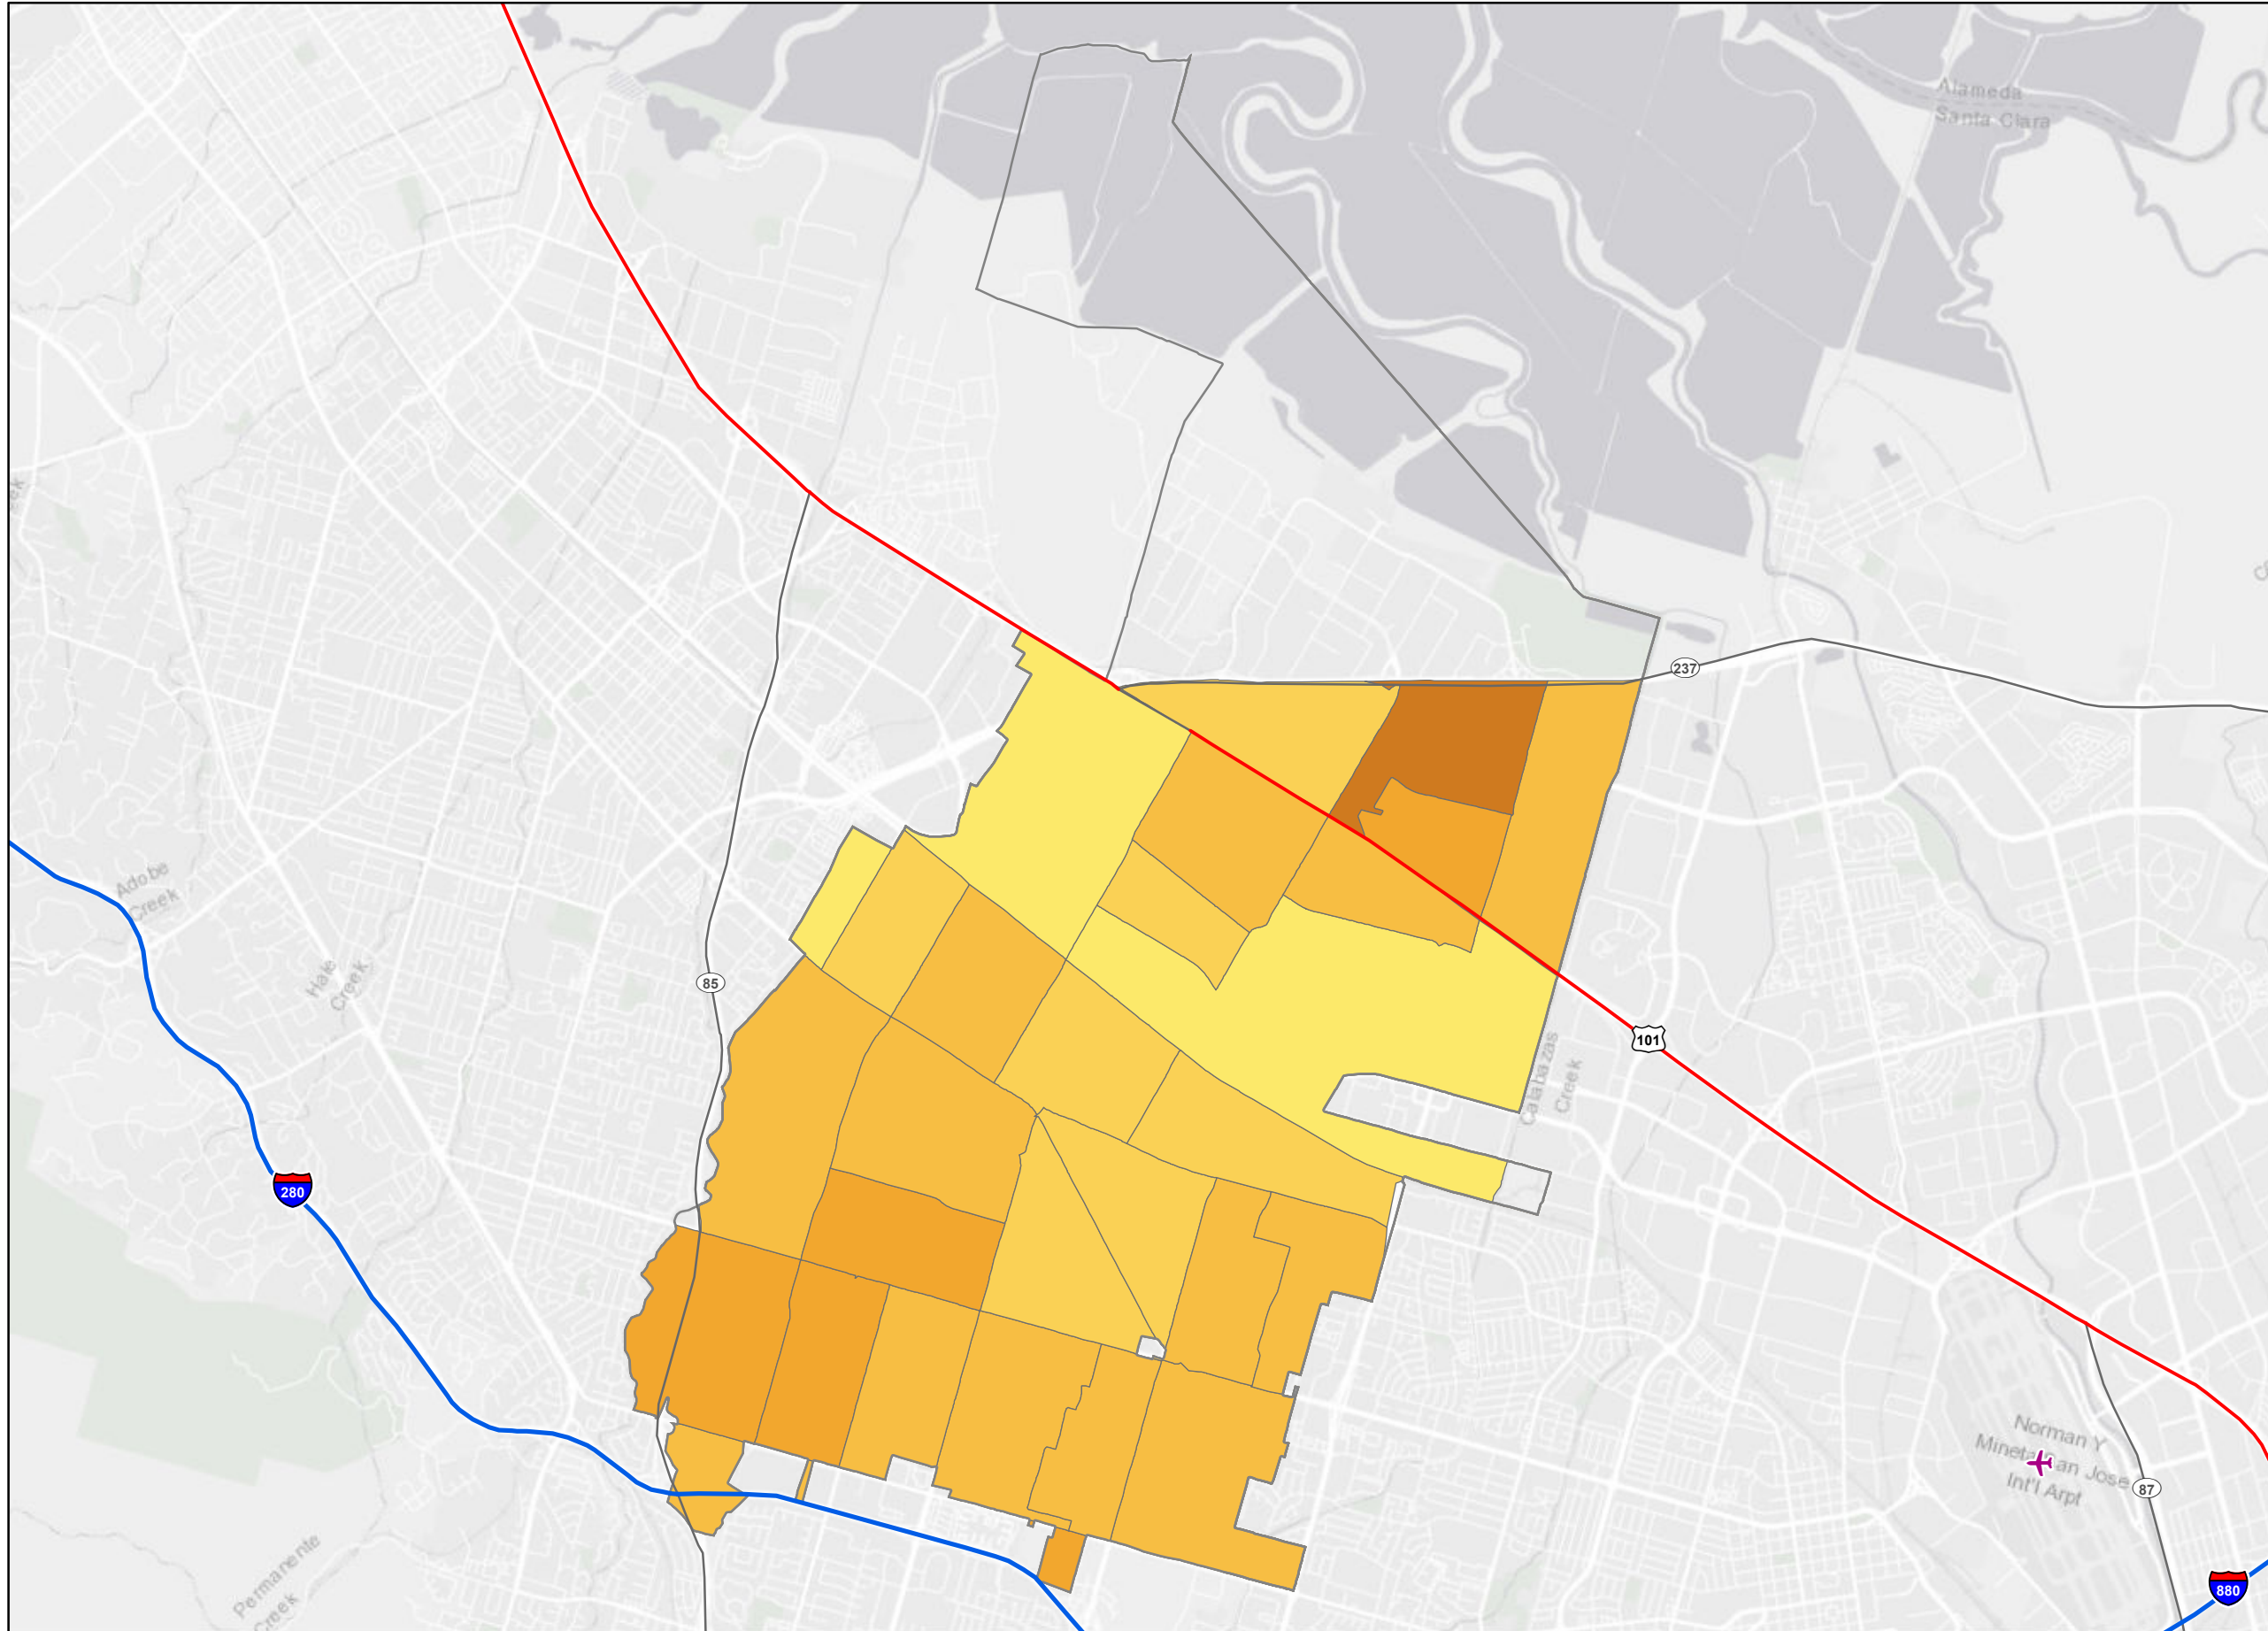 Alameda
Santa Clara
237
Adobe
Creek
Hale
Creek
85
101
Calabazas
Creek
280
Norman Y
Mineta San Jose
Int'l Arpt
87
Permanente
Creek
880